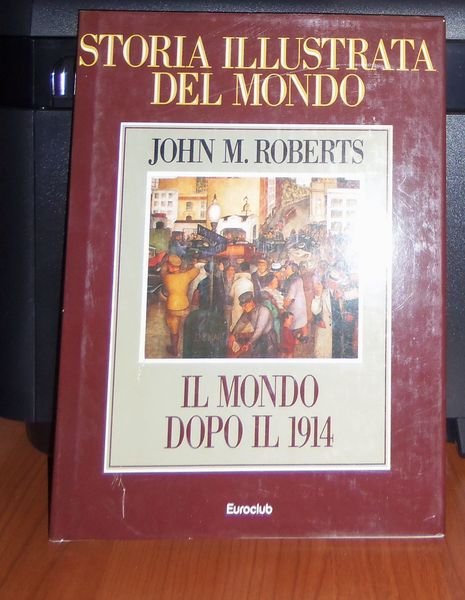 STORIA ILLUSTRATA
DEL MONDO
JOHN M. ROBERTS
IL MONDO
DOPO IL 1914
Euroclub